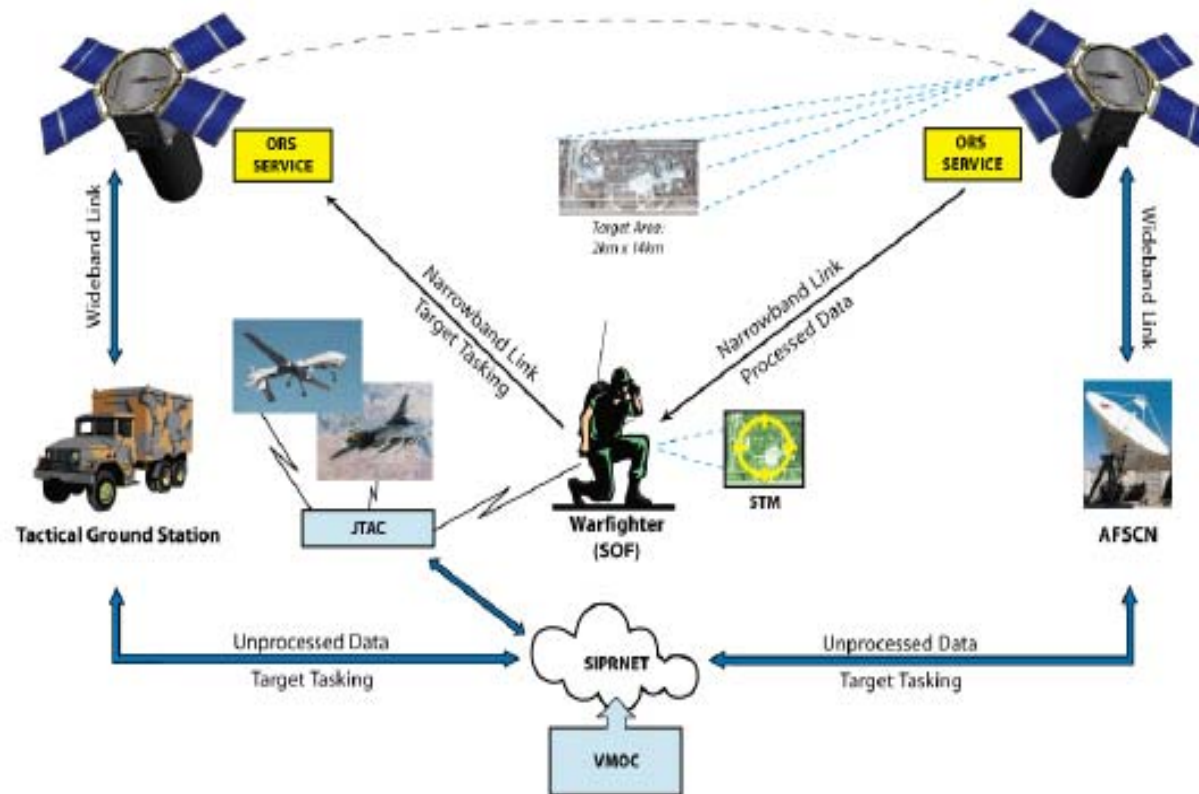 ORS
SERVICE
ORS
SERVICE
Wideband Link
Narrowband Link
Target Tasking
Target Area:
2km x 14km
Narrowband Link
Processed Data
Wideband Link
Tactical Ground Station
JTAC
Warfighter
(SOF)
STM
AFSCN
Unprocessed Data
Target Tasking
SIPRNET
Unprocessed Data
Target Tasking
VMOC